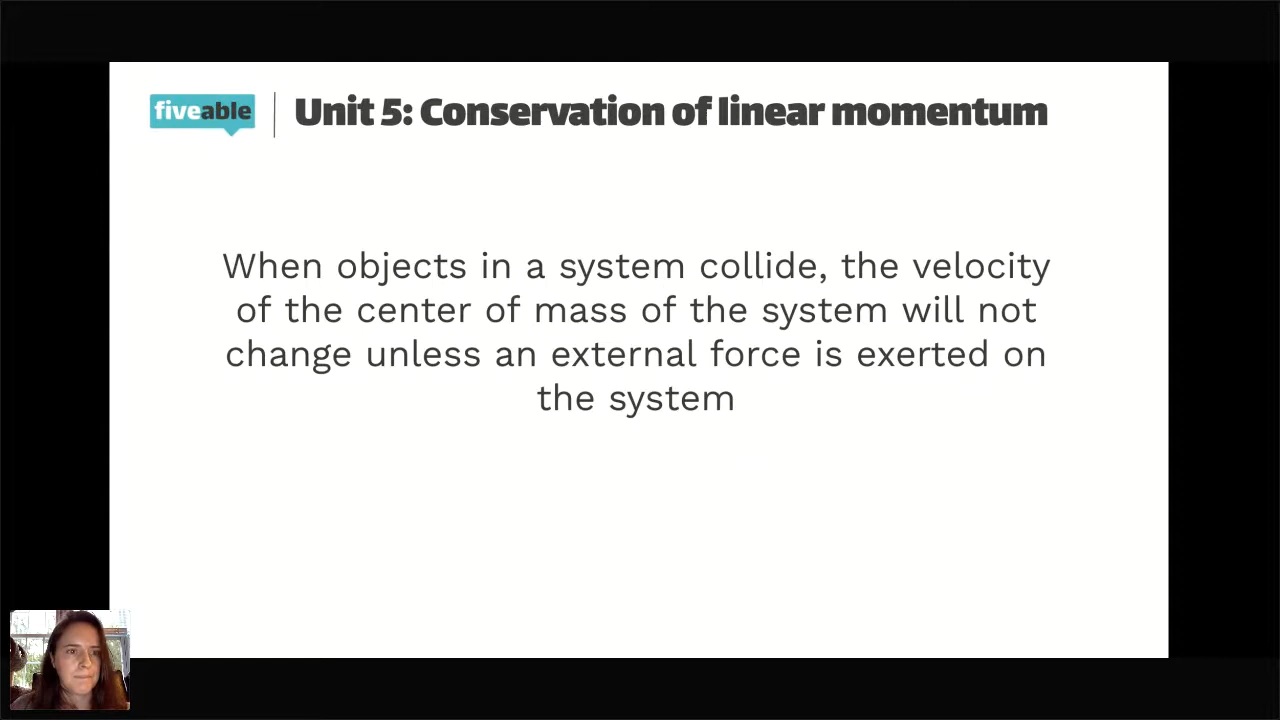 fiveable
Unit 5: Conservation of linear momentum
When objects in a system collide, the velocity
of the center of mass of the system will not
change unless an external force is exerted on
the system